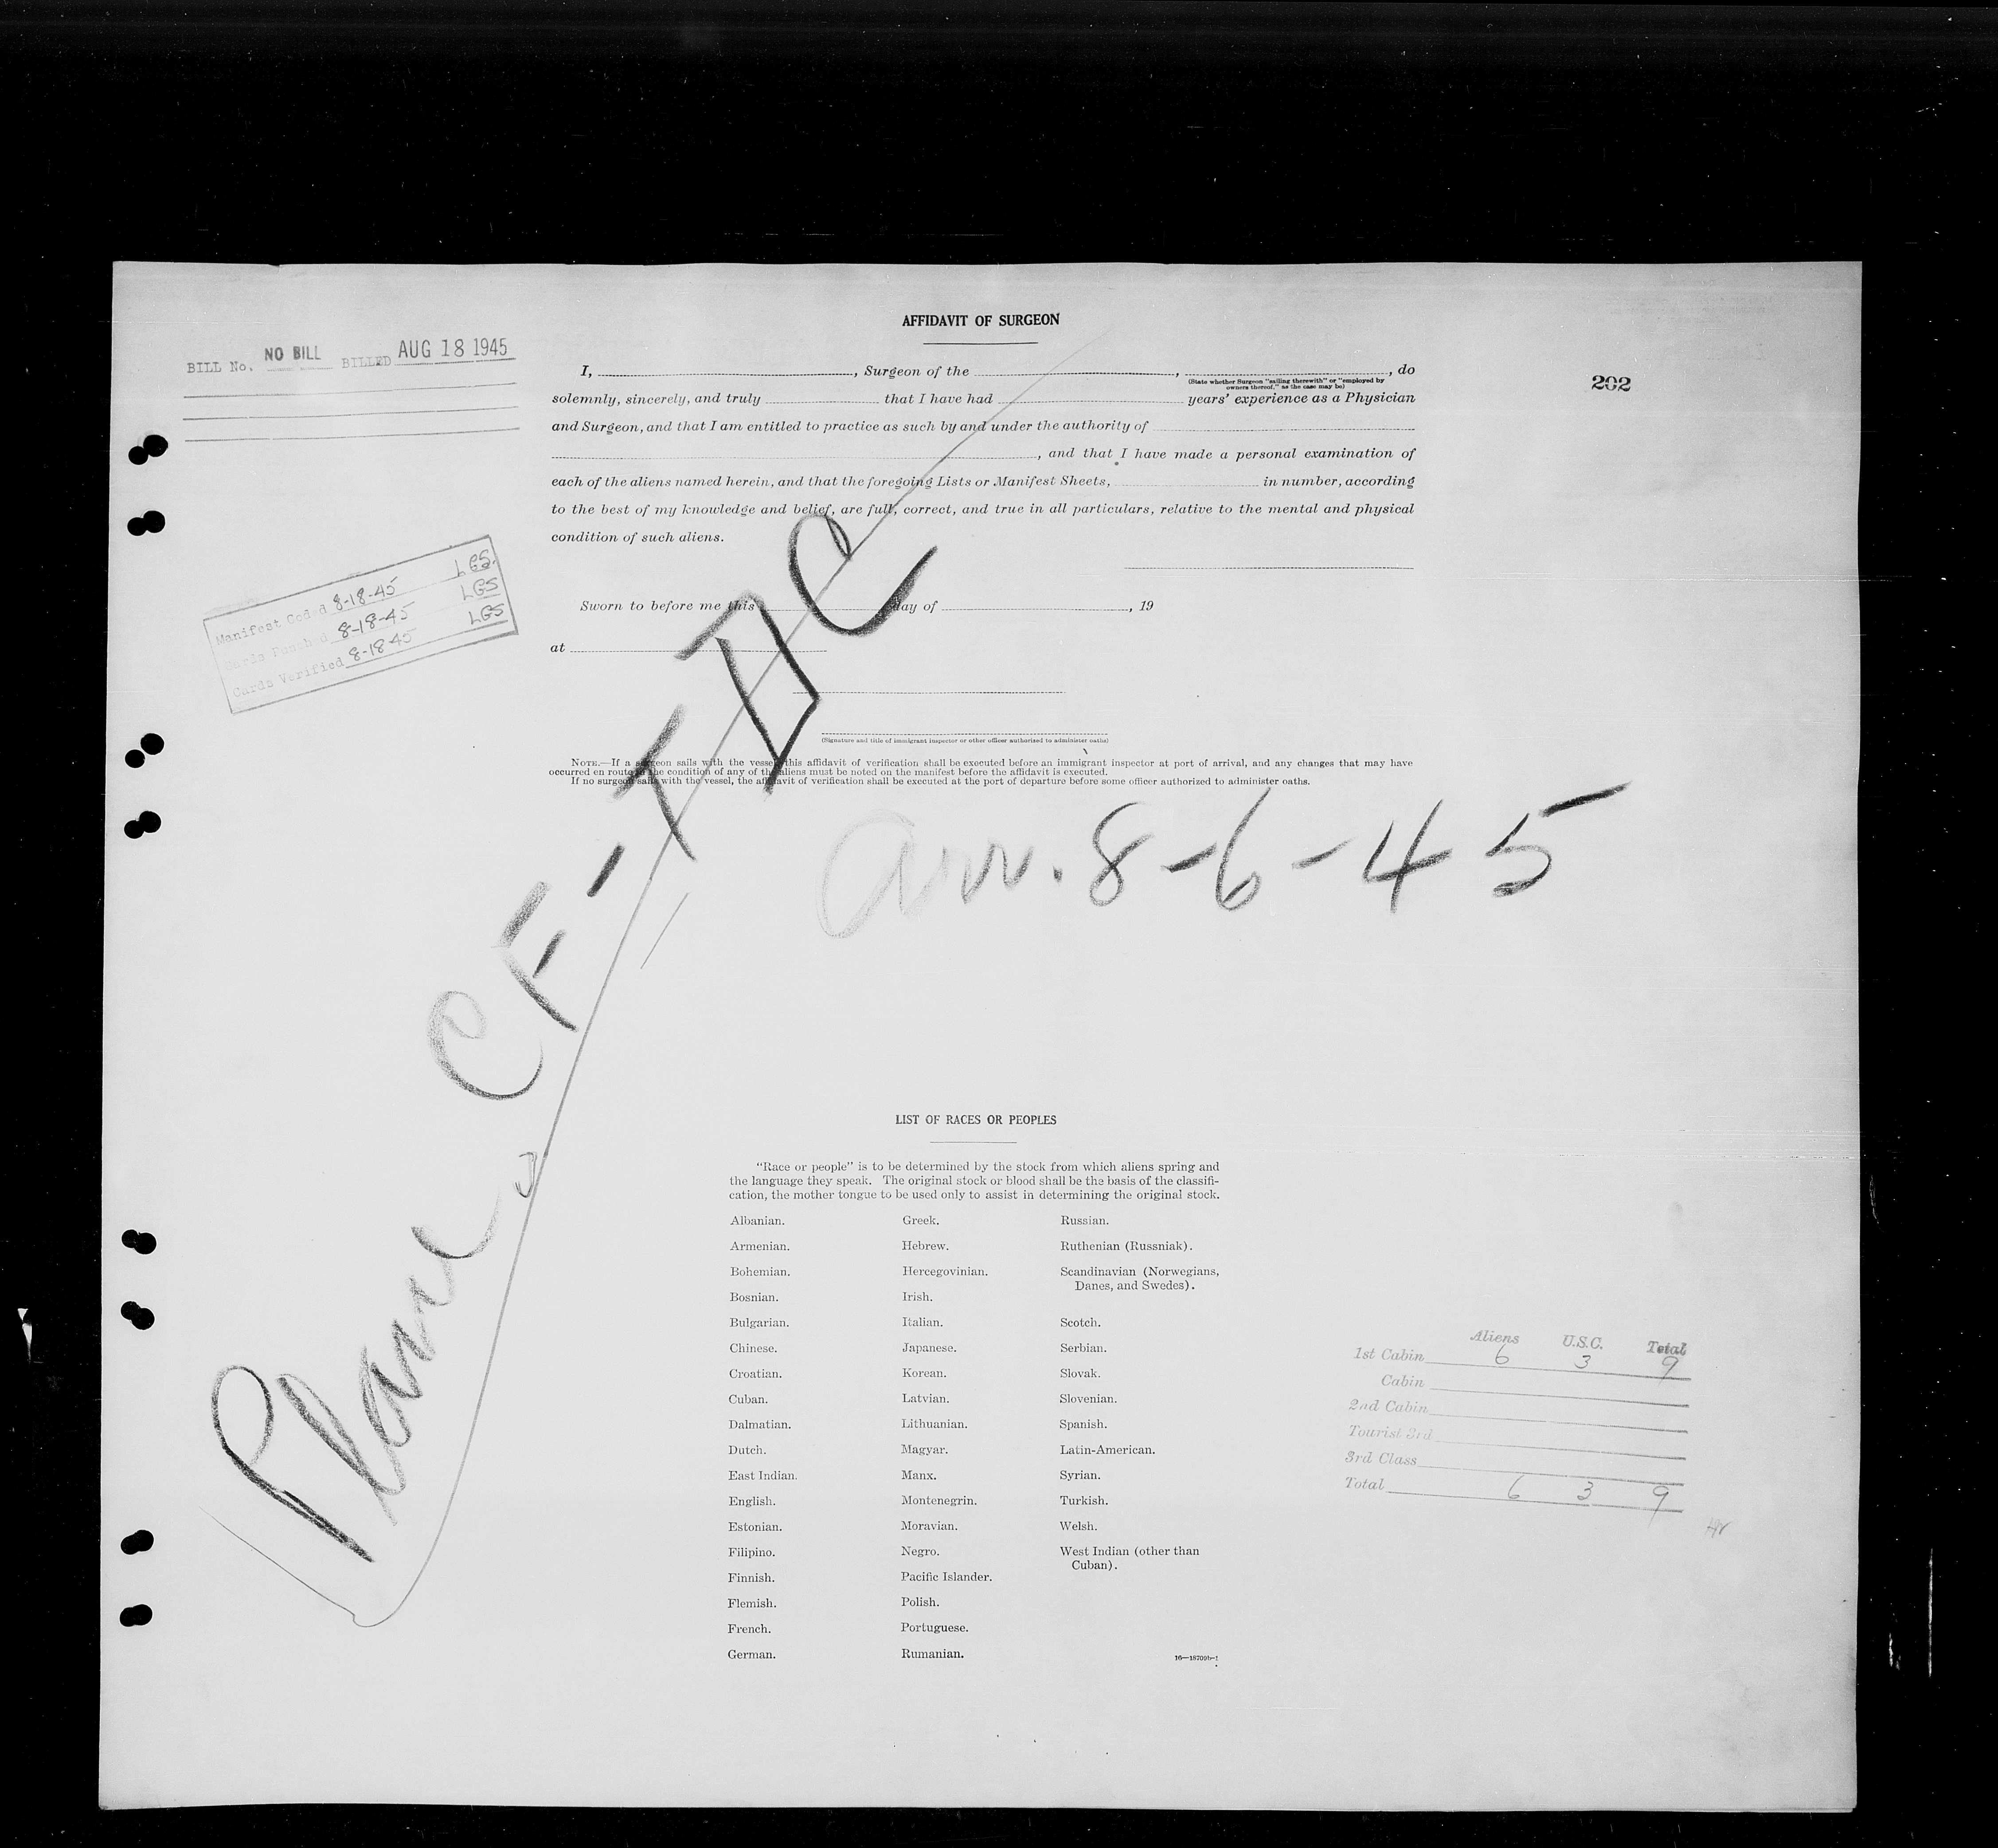 AFFIDAVIT OF SURGEON
BILL No. NO BILL BILLED AUG 18 1945
202
I, , Surgeon of the , , do
(State whether Surgeon "sailing therewith" or "employed by
owners thereof," as the case may be)
solemnly, sincerely, and truly that I have had years' experience as a Physician
and Surgeon, and that I am entitled to practice as such by and under the authority of
, and that I have made a personal examination of
each of the aliens named herein, and that the foregoing Lists or Manifest Sheets, in number, according
to the best of my knowledge and belief, are full, correct, and true in all particulars, relative to the mental and physical
condition of such aliens.
Manifest Coded 8-18-45 LGS.
Cards 8-18-45 LGS
Cards Verified 8-18-45 LGS
Sworn to before me this day of , 19
at
(Signature and title of immigrant inspector or other officer authorized to administer oaths)
NOTE.—If a surgeon sails with the vessel, this affidavit of verification shall be executed before an immigrant inspector at port of arrival, and any changes that may have
occurred en route in the condition of any of the aliens must be noted on the manifest before the affidavit is executed.
If no surgeon sails with the vessel, the affidavit of verification shall be executed at the port of departure before some officer authorized to administer oaths.
Plane CF-TDC
arr. 8-6-45
LIST OF RACES OR PEOPLES
"Race or people" is to be determined by the stock from which aliens spring and
the language they speak. The original stock or blood shall be the basis of the classifi-
cation, the mother tongue to be used only to assist in determining the original stock.
Albanian.
Armenian.
Bohemian.
Bosnian.
Bulgarian.
Chinese.
Croatian.
Cuban.
Dalmatian.
Dutch.
East Indian.
English.
Estonian.
Filipino.
Finnish.
Flemish.
French.
German.
Greek.
Hebrew.
Hercegovinian.
Irish.
Italian.
Japanese.
Korean.
Latvian.
Lithuanian.
Magyar.
Manx.
Montenegrin.
Moravian.
Negro.
Pacific Islander.
Polish.
Portuguese.
Rumanian.
Russian.
Ruthenian (Russniak).
Scandinavian (Norwegians,
Danes, and Swedes).
Scotch.
Serbian.
Slovak.
Slovenian.
Spanish.
Latin-American.
Syrian.
Turkish.
Welsh.
West Indian (other than
Cuban).
16—18709b-1
Aliens U.S.C. Total
1st Cabin 6 3 9
Cabin
2nd Cabin
Tourist 3rd
3rd Class
Total 6 3 9